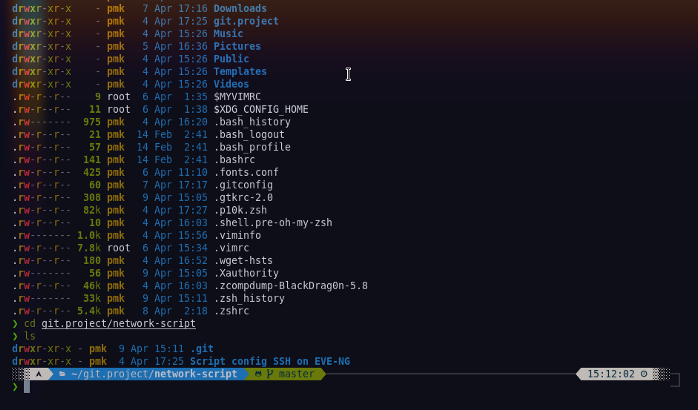 drwxr-xr-x - pmk 7 Apr 17:16 Downloads
drwxr-xr-x - pmk 4 Apr 17:25 git.project
drwxr-xr-x - pmk 4 Apr 15:26 Music
drwxr-xr-x - pmk 5 Apr 16:36 Pictures
drwxr-xr-x - pmk 4 Apr 15:26 Public
drwxr-xr-x - pmk 4 Apr 15:26 Templates
drwxr-xr-x - pmk 4 Apr 15:26 Videos
.rw-r--r-- 9 root 6 Apr 1:35 $MYVIMRC
.rw-r--r-- 11 root 6 Apr 1:38 $XDG_CONFIG_HOME
.rw------- 975 pmk 4 Apr 16:20 .bash_history
.rw-r--r-- 21 pmk 14 Feb 2:41 .bash_logout
.rw-r--r-- 57 pmk 14 Feb 2:41 .bash_profile
.rw-r--r-- 141 pmk 14 Feb 2:41 .bashrc
.rw-r--r-- 425 pmk 6 Apr 11:10 .fonts.conf
.rw-r--r-- 60 pmk 7 Apr 17:17 .gitconfig
.rw-r--r-- 308 pmk 9 Apr 15:05 .gtkrc-2.0
.rw-r--r-- 82k pmk 4 Apr 17:27 .p10k.zsh
.rw-r--r-- 10 pmk 4 Apr 16:03 .shell.pre-oh-my-zsh
.rw------- 1.0k pmk 4 Apr 15:56 .viminfo
.rw-r--r-- 7.8k root 6 Apr 15:34 .vimrc
.rw-r--r-- 180 pmk 4 Apr 16:52 .wget-hsts
.rw------- 56 pmk 9 Apr 15:05 .Xauthority
.rw-r--r-- 46k pmk 4 Apr 16:03 .zcompdump-BlackDrag0n-5.8
.rw------- 33k pmk 9 Apr 15:11 .zsh_history
.rw-r--r-- 5.4k pmk 8 Apr 2:18 .zshrc
❯ cd git.project/network-script
❯ ls
drwxr-xr-x - pmk 9 Apr 15:11 .git
drwxr-xr-x - pmk 4 Apr 17:25 Script config SSH on EVE-NG
~/git.project/network-script master 15:12:02
❯